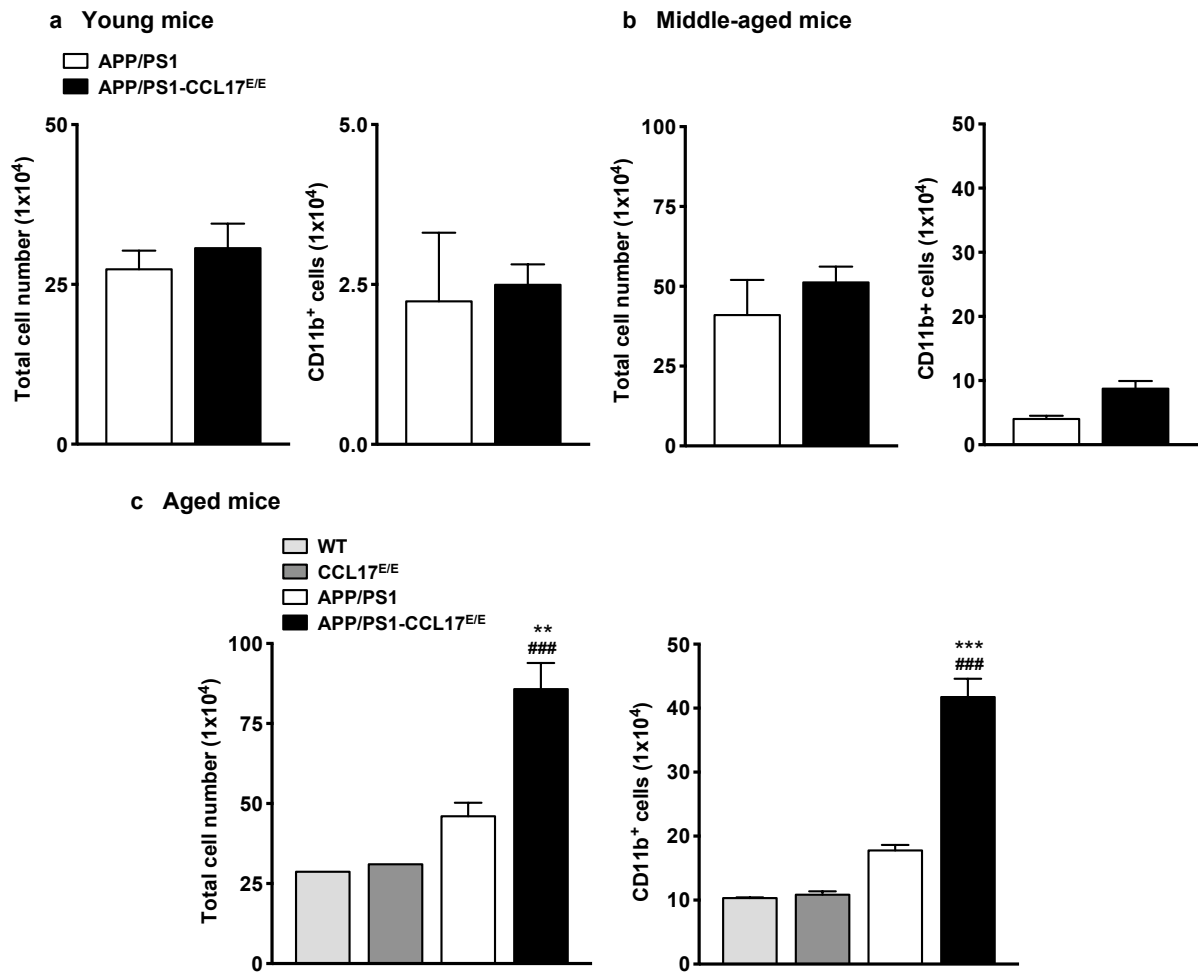 a Young mice
APP/PS1
APP/PS1-CCL17E/E
Total cell number (1x10⁴)
50
25
0
CD11b⁺ cells (1x10⁴)
5.0
2.5
0.0
b Middle-aged mice
Total cell number (1x10⁴)
100
75
50
25
0
CD11b+ cells (1x10⁴)
50
40
30
20
10
0
c Aged mice
WT
CCL17E/E
APP/PS1
APP/PS1-CCL17E/E
Total cell number (1x10⁴)
100
75
50
25
0
**
###
CD11b⁺ cells (1x10⁴)
50
40
30
20
10
0
***
###